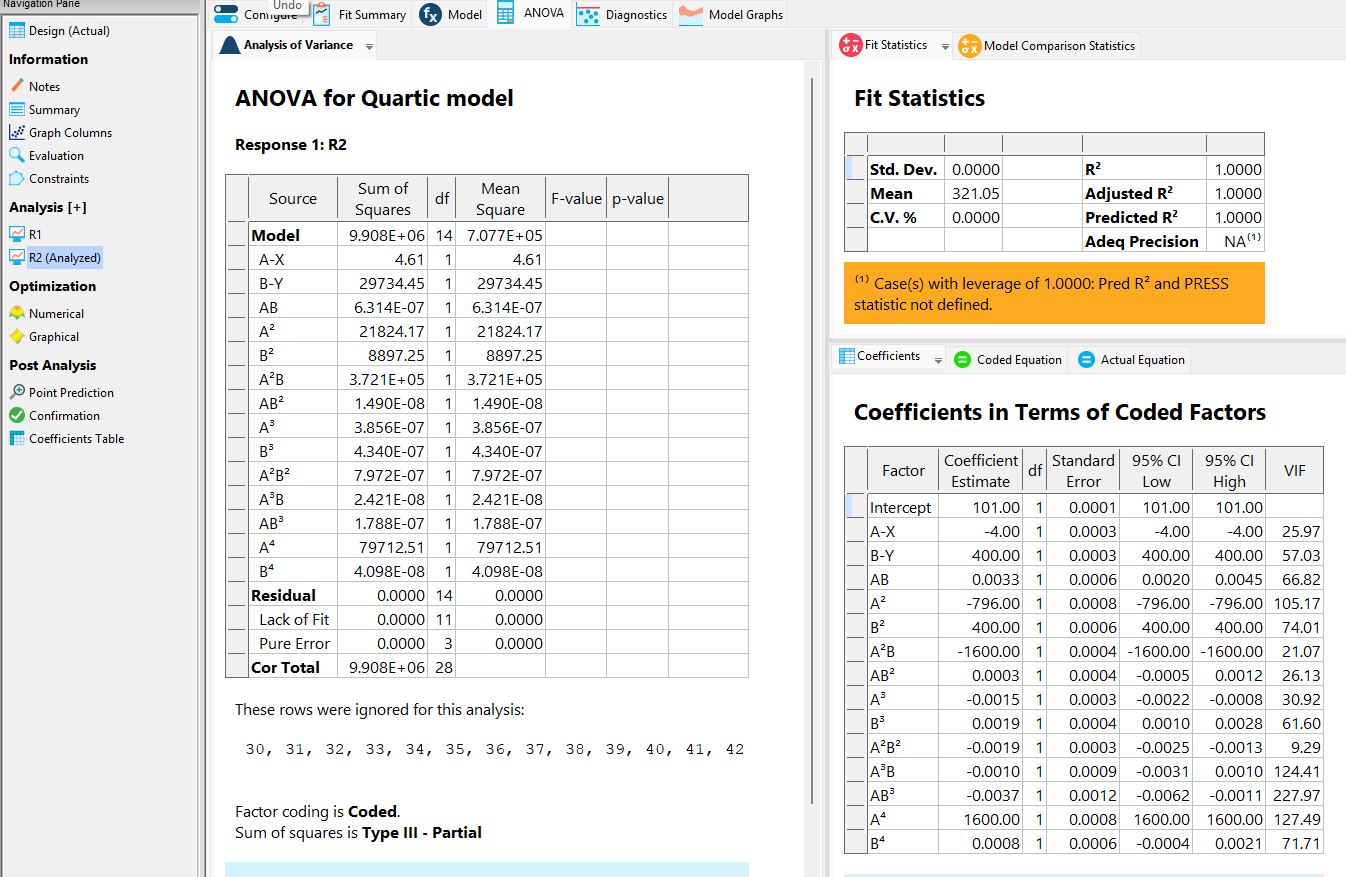 Navigation Pane
Design (Actual)
Information
Notes
Summary
Graph Columns
Evaluation
Constraints
Analysis [+]
R1
R2 (Analyzed)
Optimization
Numerical
Graphical
Post Analysis
Point Prediction
Confirmation
Coefficients Table
Undo
Fit Summary
fx Model
ANOVA
Diagnostics
Model Graphs
Analysis of Variance
ANOVA for Quartic model
Response 1: R2
Source Sum of Squares df Mean Square F-value p-value
Model 9.908E+06 14 7.077E+05
A-X 4.61 1 4.61
B-Y 29734.45 1 29734.45
AB 6.314E-07 1 6.314E-07
A² 21824.17 1 21824.17
B² 8897.25 1 8897.25
A²B 3.721E+05 1 3.721E+05
AB² 1.490E-08 1 1.490E-08
A³ 3.856E-07 1 3.856E-07
B³ 4.340E-07 1 4.340E-07
A²B² 7.972E-07 1 7.972E-07
A³B 2.421E-08 1 2.421E-08
AB³ 1.788E-07 1 1.788E-07
A⁴ 79712.51 1 79712.51
B⁴ 4.098E-08 1 4.098E-08
Residual 0.0000 14 0.0000
Lack of Fit 0.0000 11 0.0000
Pure Error 0.0000 3 0.0000
Cor Total 9.908E+06 28
These rows were ignored for this analysis:
30, 31, 32, 33, 34, 35, 36, 37, 38, 39, 40, 41, 42
Factor coding is Coded.
Sum of squares is Type III - Partial
Fit Statistics
Model Comparison Statistics
Fit Statistics
Std. Dev. 0.0000 R² 1.0000
Mean 321.05 Adjusted R² 1.0000
C.V. % 0.0000 Predicted R² 1.0000
Adeq Precision NA⁽¹⁾
⁽¹⁾ Case(s) with leverage of 1.0000: Pred R² and PRESS
statistic not defined.
Coefficients
Coded Equation
Actual Equation
Coefficients in Terms of Coded Factors
Factor Coefficient Estimate df Standard Error 95% CI Low 95% CI High VIF
Intercept 101.00 1 0.0001 101.00 101.00
A-X -4.00 1 0.0003 -4.00 -4.00 25.97
B-Y 400.00 1 0.0003 400.00 400.00 57.03
AB 0.0033 1 0.0006 0.0020 0.0045 66.82
A² -796.00 1 0.0008 -796.00 -796.00 105.17
B² 400.00 1 0.0006 400.00 400.00 74.01
A²B -1600.00 1 0.0004 -1600.00 -1600.00 21.07
AB² 0.0003 1 0.0004 -0.0005 0.0012 26.13
A³ -0.0015 1 0.0003 -0.0022 -0.0008 30.92
B³ 0.0019 1 0.0004 0.0010 0.0028 61.60
A²B² -0.0019 1 0.0003 -0.0025 -0.0013 9.29
A³B -0.0010 1 0.0009 -0.0031 0.0010 124.41
AB³ -0.0037 1 0.0012 -0.0062 -0.0011 227.97
A⁴ 1600.00 1 0.0008 1600.00 1600.00 127.49
B⁴ 0.0008 1 0.0006 -0.0004 0.0021 71.71